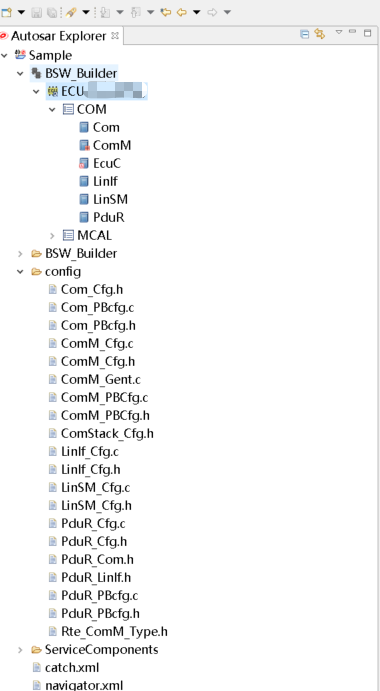 Autosar Explorer
Sample
BSW_Builder
ECU
COM
Com
ComM
EcuC
LinIf
LinSM
PduR
MCAL
BSW_Builder
config
Com_Cfg.h
Com_PBcfg.c
Com_PBcfg.h
ComM_Cfg.c
ComM_Cfg.h
ComM_Gent.c
ComM_PBCfg.c
ComM_PBCfg.h
ComStack_Cfg.h
LinIf_Cfg.c
LinIf_Cfg.h
LinSM_Cfg.c
LinSM_Cfg.h
PduR_Cfg.c
PduR_Cfg.h
PduR_Com.h
PduR_LinIf.h
PduR_PBcfg.c
PduR_PBcfg.h
Rte_ComM_Type.h
ServiceComponents
catch.xml
navigator.xml